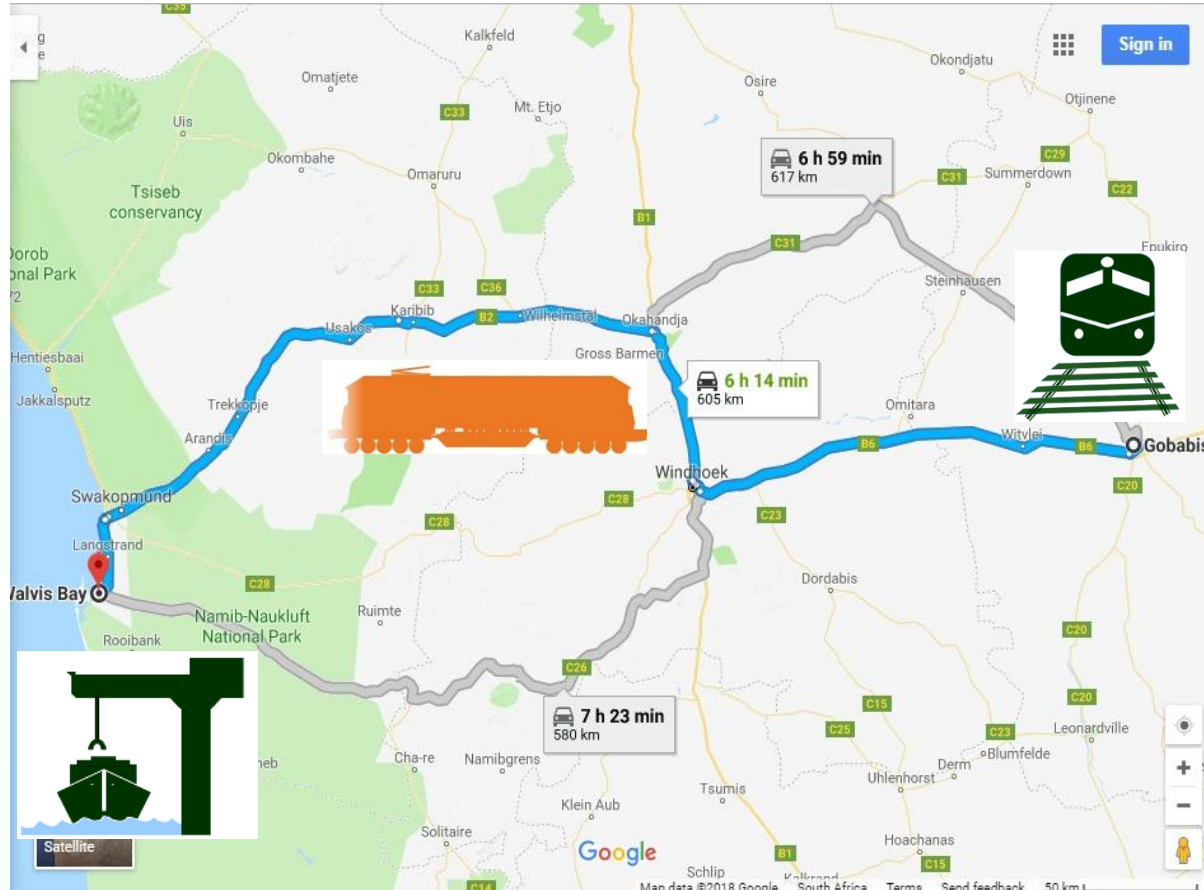 C35
Kalkfeld
Sign in
Omatjete
Okondjatu
Osire
Otjinene
C33
Mt. Etjo
Uis
Okombahe
6 h 59 min
617 km
C29
Omaruru
C31
Summerdown
Tsiseb
conservancy
C22
B1
Dorob
onal Park
C31
Epukiro
72
Steinhausen
C33
C36
Karibib
B2
Wilhelmstal
Okahandja
Usakos
Hentiesbaai
Gross Barmen
Jakkalsputz
6 h 14 min
605 km
Trekkopje
Omitara
Arandis
B6
Witvlei
B6
Gobabis
Windhoek
C20
Swakopmund
C28
C23
C28
Langstrand
C28
Walvis Bay
Dordabis
Ruimte
Namib-Naukluft
National Park
Rooibank
C20
C26
7 h 23 min
580 km
C20
C15
Leonardville
C25
C23
Blumfelde
Cha-re
Namibgrens
Derm
Uhlenhorst
Tsumis
Klein Aub
Solitaire
Satellite
Google
Hoachanas
B1
C15
Schlip
Kalkrand
C14
Map data ©2018 Google South Africa Terms Send feedback 50 km